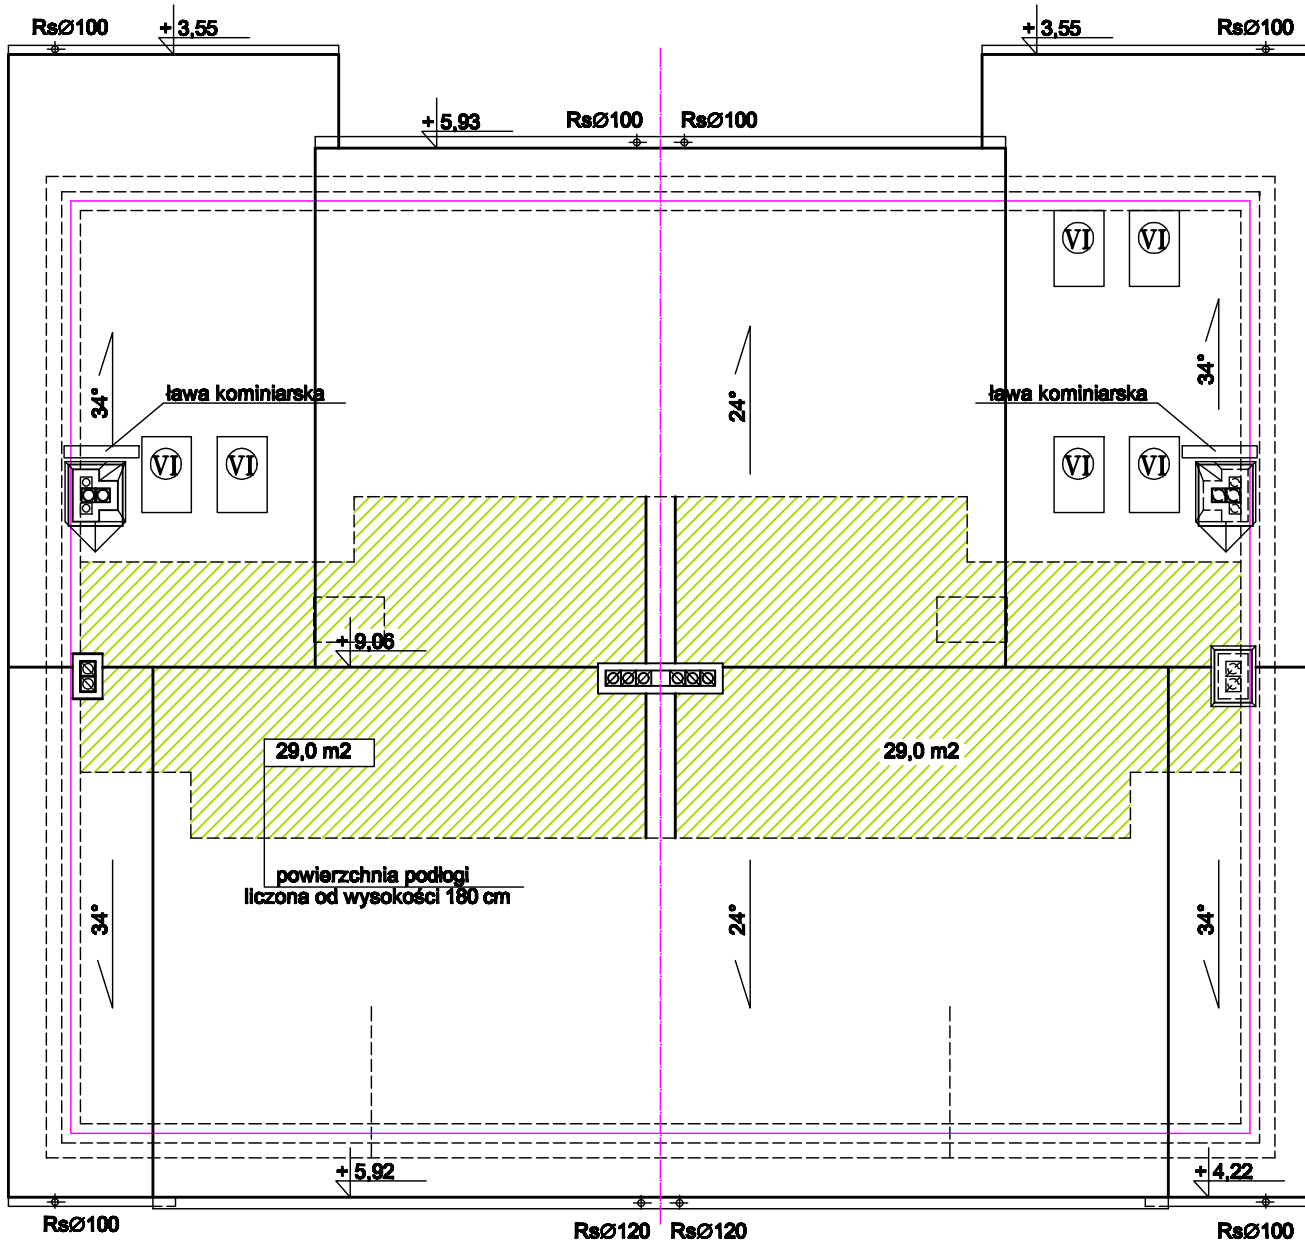 RsØ100
+ 3,55
+ 3,55
RsØ100
+ 5,93
RsØ100
RsØ100
VI
VI
34°
ława kominiarska
24°
ława kominiarska
34°
VI
VI
VI
VI
+ 9,06
29,0 m2
29,0 m2
powierzchnia podłogi
liczona od wysokości 180 cm
34°
24°
34°
+ 5,92
+ 4,22
RsØ100
RsØ120
RsØ120
RsØ100